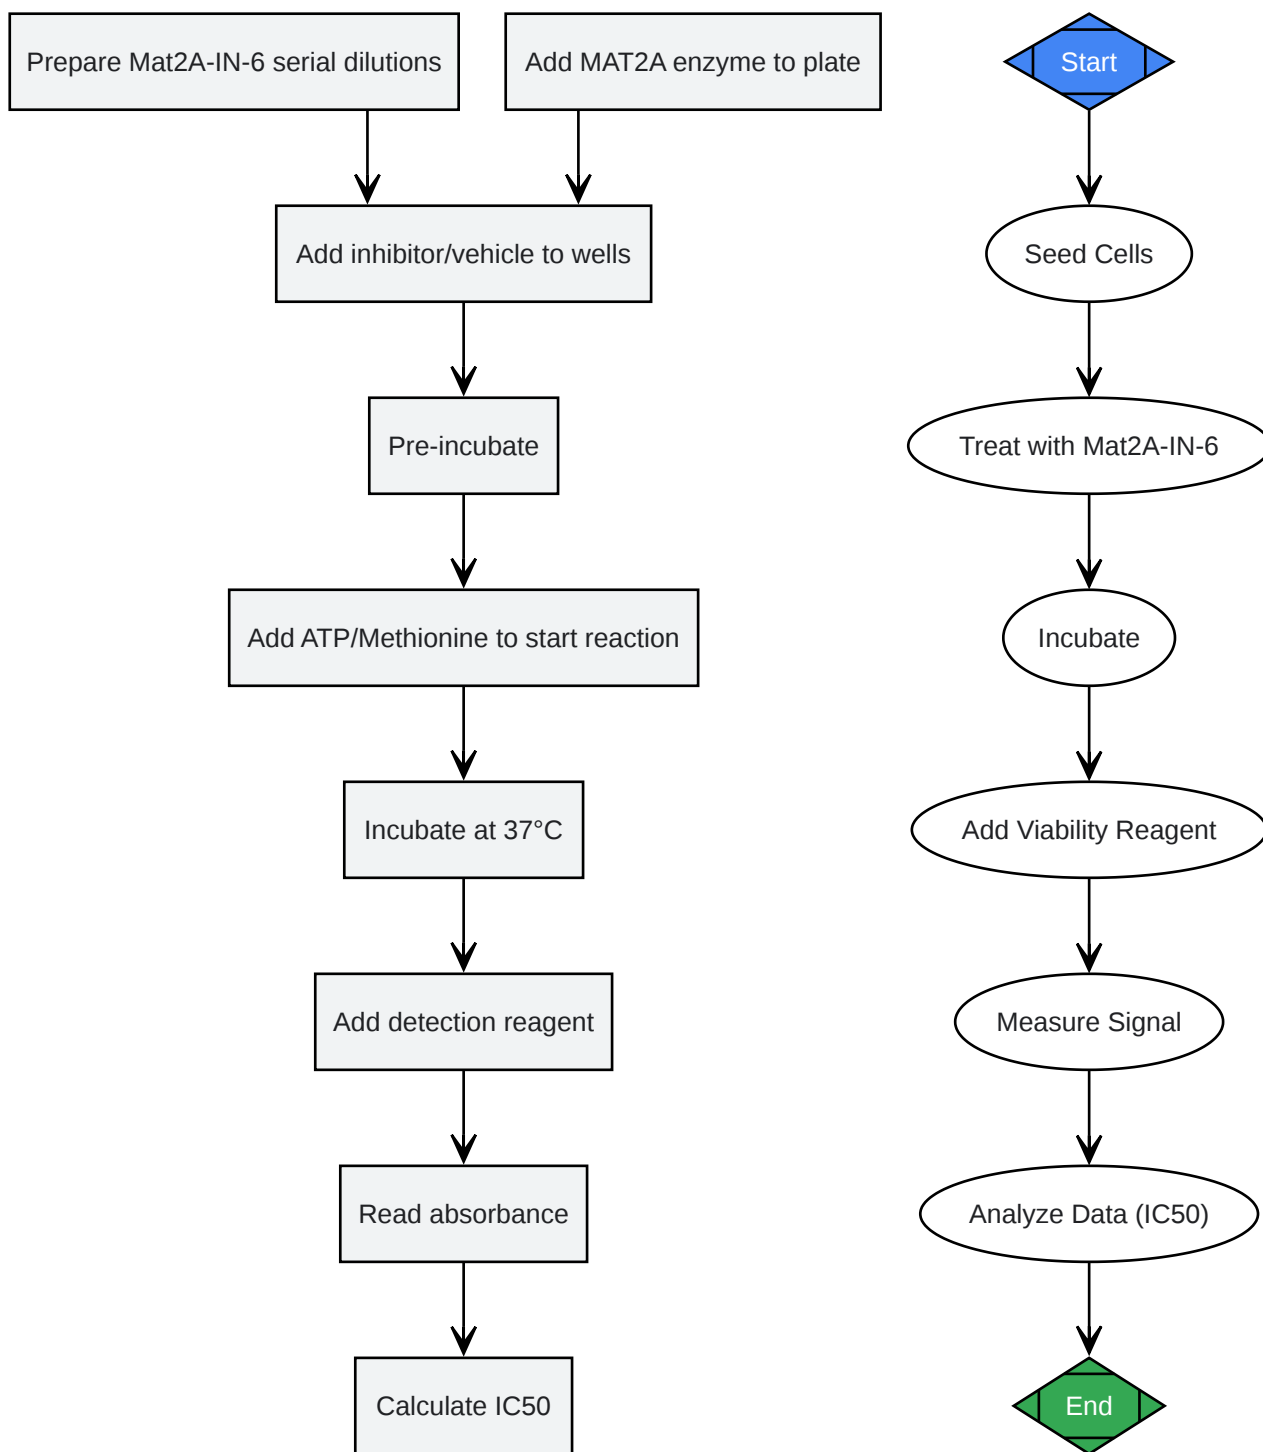 Prepare Mat2A-IN-6 serial dilutions
Add MAT2A enzyme to plate
Add inhibitor/vehicle to wells
Pre-incubate
Add ATP/Methionine to start reaction
Incubate at 37°C
Add detection reagent
Read absorbance
Calculate IC50
Start
Seed Cells
Treat with Mat2A-IN-6
Incubate
Add Viability Reagent
Measure Signal
Analyze Data (IC50)
End